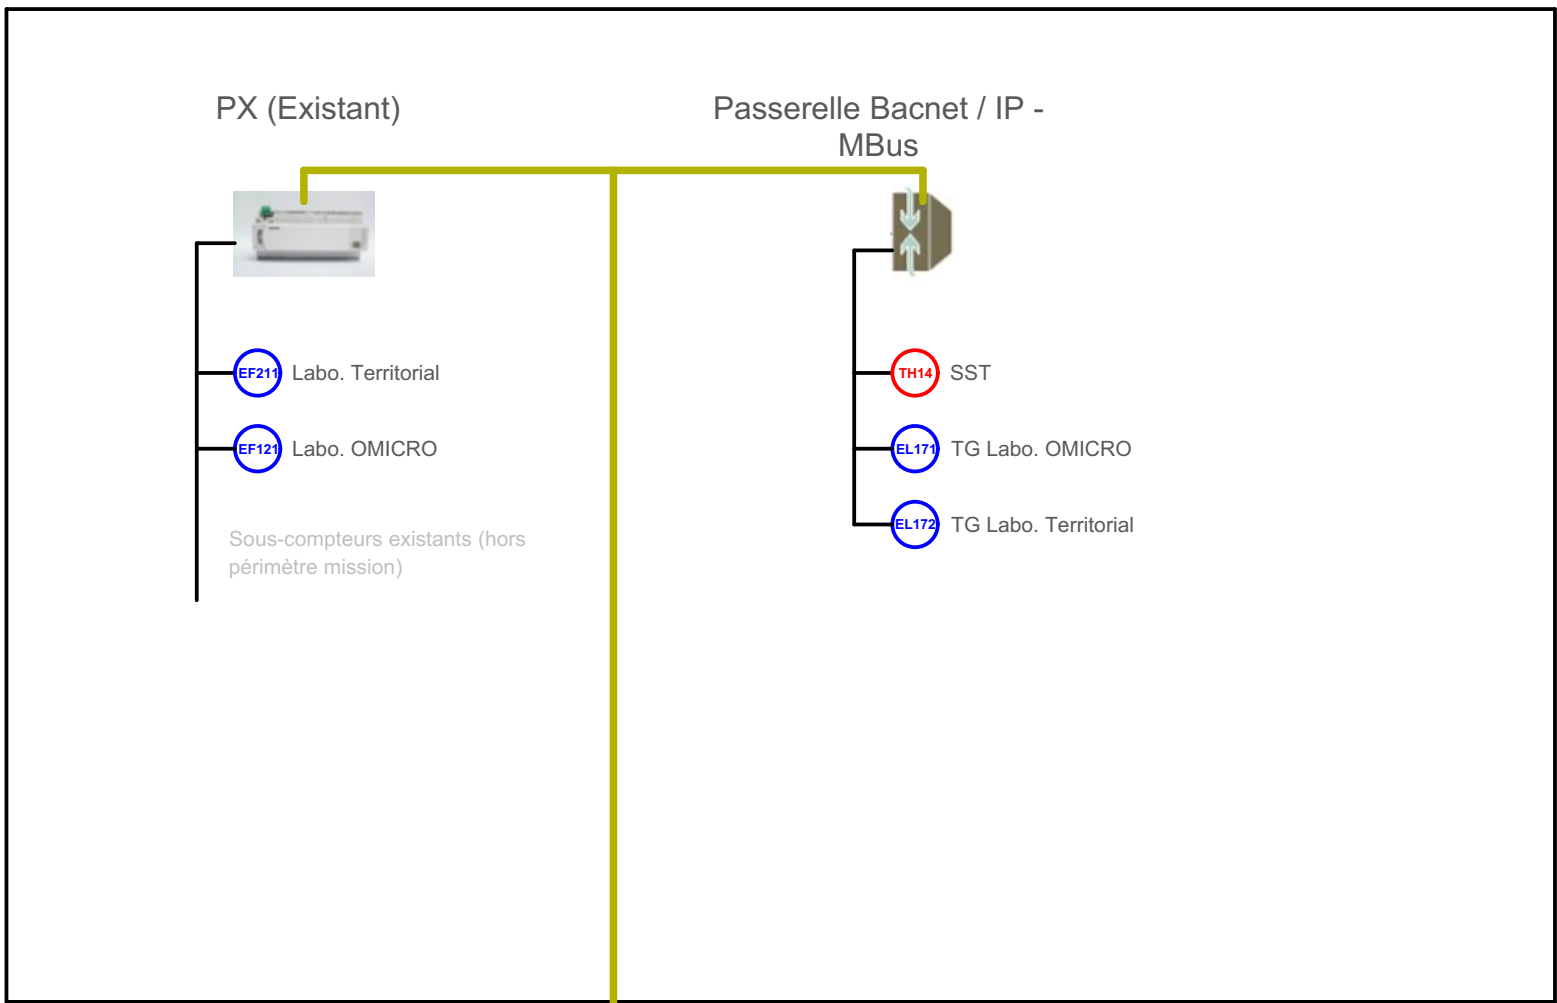 PX (Existant)
Passerelle Bacnet / IP -
MBus
EF211 Labo. Territorial
EF121 Labo. OMICRO
Sous-compteurs existants (hors
périmètre mission)
TH14 SST
EL171 TG Labo. OMICRO
EL172 TG Labo. Territorial